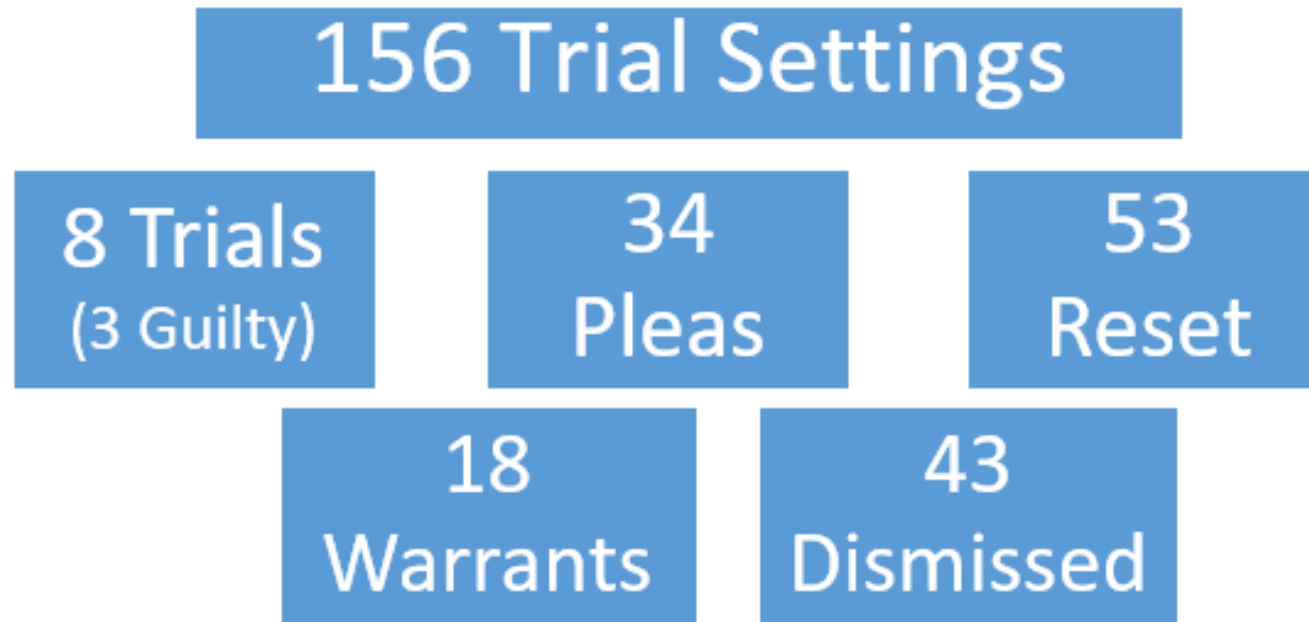 156 Trial Settings
8 Trials
(3 Guilty)
34
Pleas
53
Reset
18
Warrants
43
Dismissed